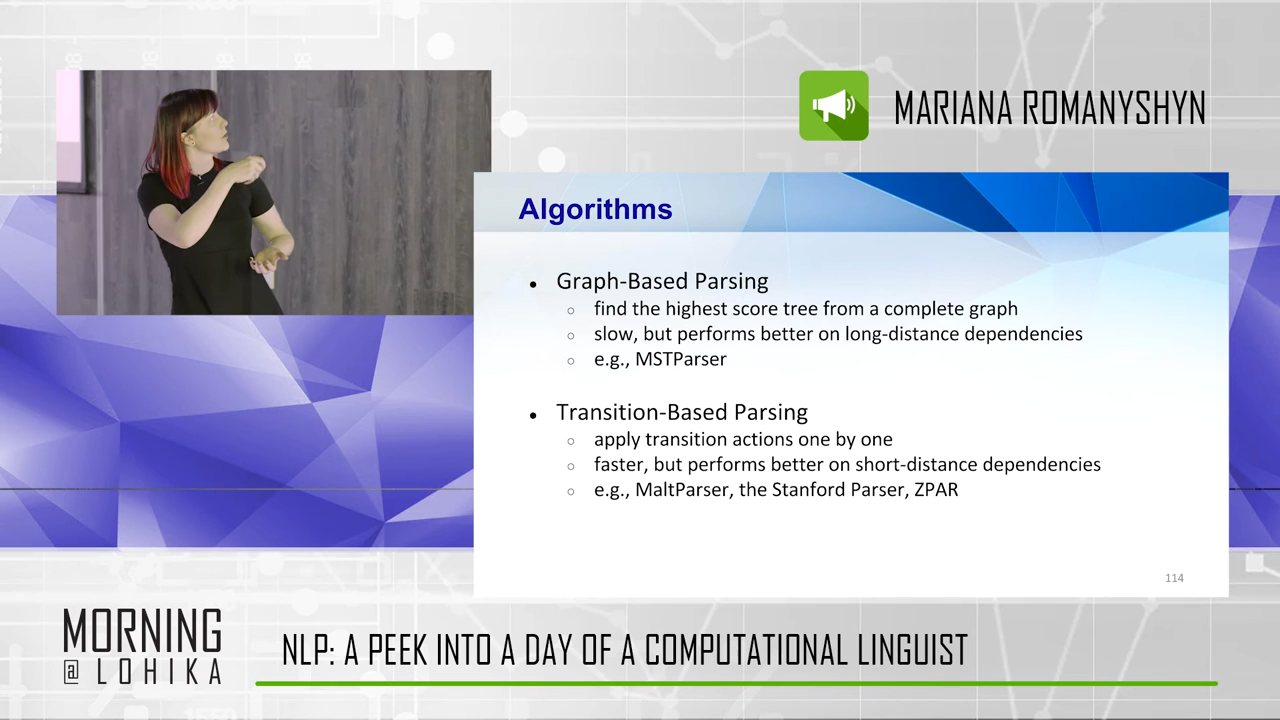 MARIANA ROMANYSHYN
Algorithms
• Graph-Based Parsing
○ find the highest score tree from a complete graph
○ slow, but performs better on long-distance dependencies
○ e.g., MSTParser
• Transition-Based Parsing
○ apply transition actions one by one
○ faster, but performs better on short-distance dependencies
○ e.g., MaltParser, the Stanford Parser, ZPAR
114
MORNING
@ LOHIKA
NLP: A PEEK INTO A DAY OF A COMPUTATIONAL LINGUIST